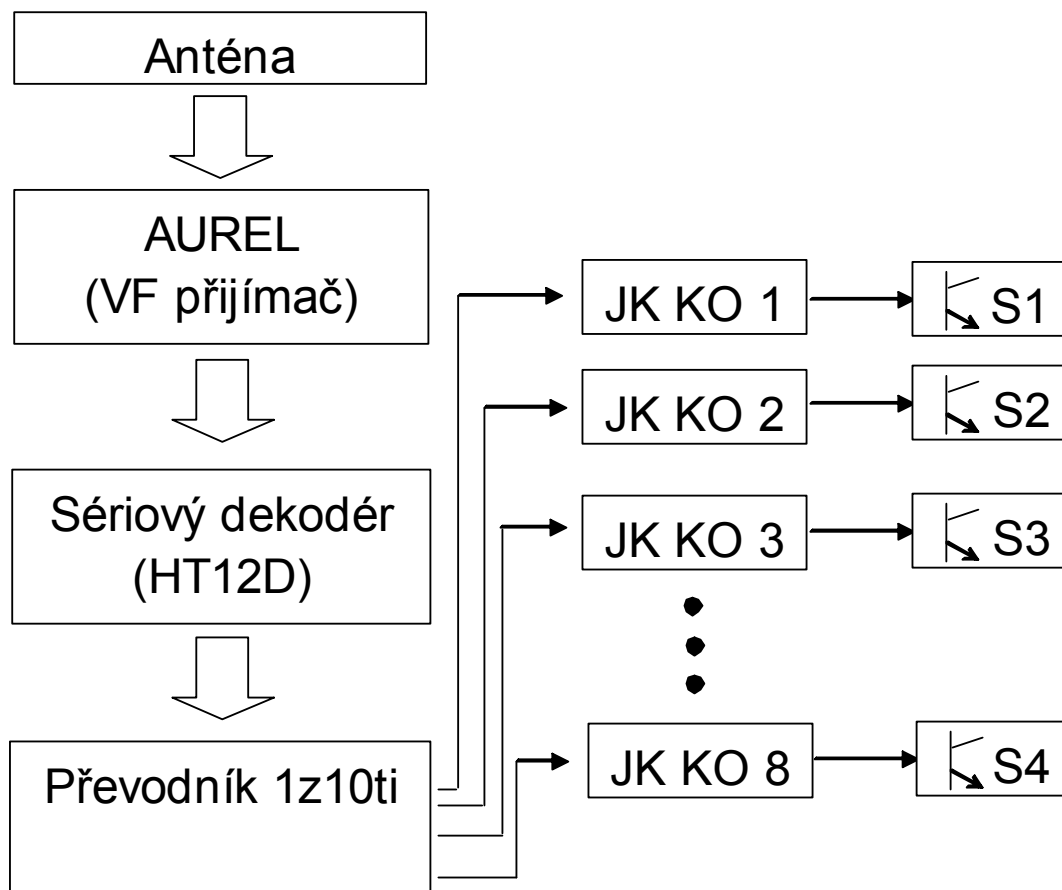 Anténa
AUREL
(VF přijímač)
Sériový dekodér
(HT12D)
Převodník 1z10ti
JK KO 1
S1
JK KO 2
S2
JK KO 3
S3
JK KO 8
S4